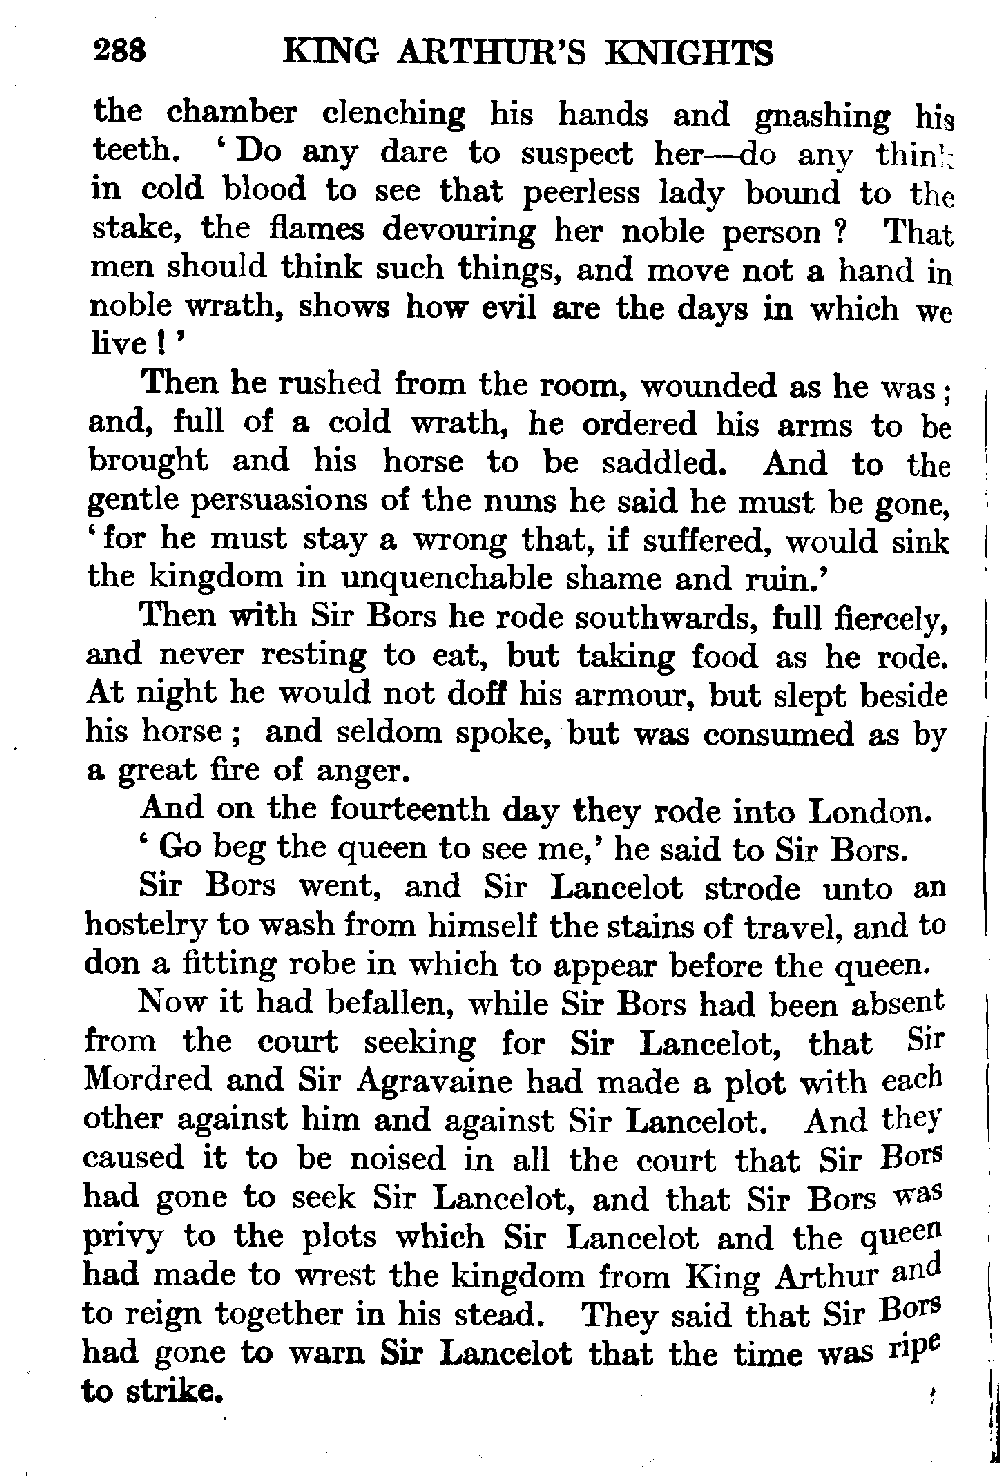 288 KING ARTHUR'S KNIGHTS
the chamber clenching his hands and gnashing his
teeth. ‘ Do any dare to suspect her—do any think
in cold blood to see that peerless lady bound to the
stake, the flames devouring her noble person ? That
men should think such things, and move not a hand in
noble wrath, shows how evil are the days in which we
live ! ’
Then he rushed from the room, wounded as he was ;
and, full of a cold wrath, he ordered his arms to be
brought and his horse to be saddled. And to the
gentle persuasions of the nuns he said he must be gone,
‘ for he must stay a wrong that, if suffered, would sink
the kingdom in unquenchable shame and ruin.’
Then with Sir Bors he rode southwards, full fiercely,
and never resting to eat, but taking food as he rode.
At night he would not doff his armour, but slept beside
his horse ; and seldom spoke, but was consumed as by
a great fire of anger.
And on the fourteenth day they rode into London.
‘ Go beg the queen to see me,’ he said to Sir Bors.
Sir Bors went, and Sir Lancelot strode unto an
hostelry to wash from himself the stains of travel, and to
don a fitting robe in which to appear before the queen.
Now it had befallen, while Sir Bors had been absent
from the court seeking for Sir Lancelot, that Sir
Mordred and Sir Agravaine had made a plot with each
other against him and against Sir Lancelot. And they
caused it to be noised in all the court that Sir Bors
had gone to seek Sir Lancelot, and that Sir Bors was
privy to the plots which Sir Lancelot and the queen
had made to wrest the kingdom from King Arthur and
to reign together in his stead. They said that Sir Bors
had gone to warn Sir Lancelot that the time was ripe
to strike.